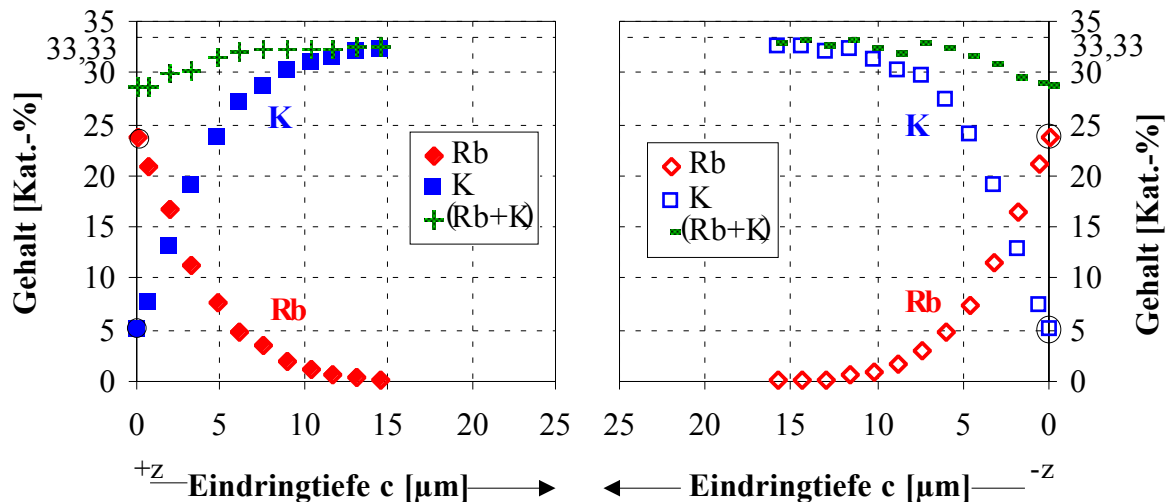 35
33,33
30
25
20
15
10
5
0
Gehalt [Kat.-%]
K
Rb
K
(Rb+K)
Rb
0 5 10 15 20 25
+z Eindringtiefe c [µm]
35
33,33
30
25
20
15
10
5
0
Gehalt [Kat.-%]
K
Rb
K
(Rb+K)
Rb
25 20 15 10 5 0
Eindringtiefe c [µm] -z